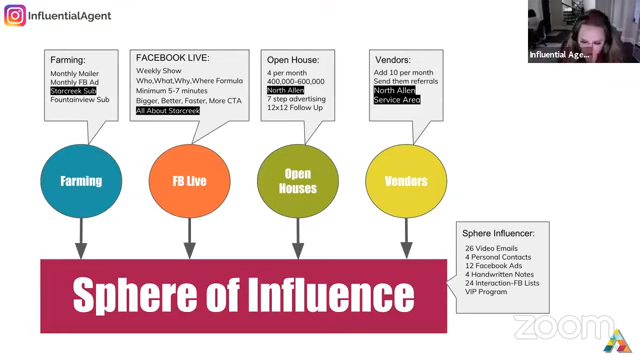 InfluentialAgent
Influential Age...
Farming:
Monthly Mailer
Monthly FB Ad
Starcreek Sub
Fountainview Sub
FACEBOOK LIVE:
Weekly Show
Who,What,Why,Where Formula
Minimum 5-7 minutes
Bigger, Better, Faster, More CTA
All About Starcreek
Open House:
4 per month
400,000-600,000
North Allen
7 step advertising
12x12 Follow Up
Vendors:
Add 10 per month
Send them referrals
North Allen
Service Area
Farming
FB Live
Open
Houses
Vendors
Sphere Influencer:
26 Video Emails
4 Personal Contacts
12 Facebook Ads
4 Handwritten Notes
24 Interaction-FB Lists
VIP Program
Sphere of Influence
zoom